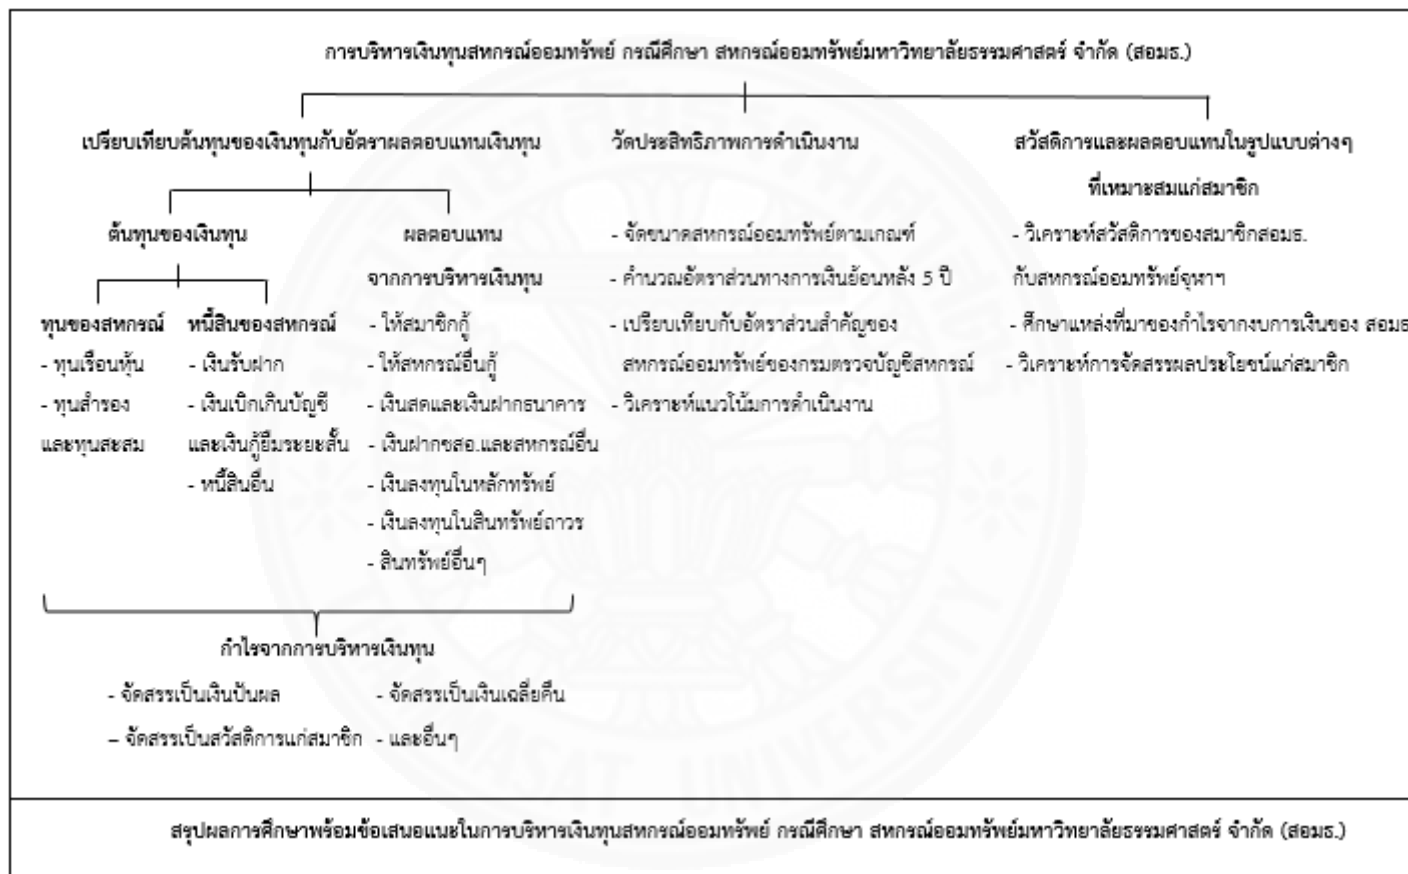 การบริหารเงินทุนสหกรณ์ออมทรัพย์ กรณีศึกษา สหกรณ์ออมทรัพย์มหาวิทยาลัยธรรมศาสตร์ จำกัด (สอมธ.)
เปรียบเทียบต้นทุนของเงินทุนกับอัตราผลตอบแทนเงินทุน
ต้นทุนของเงินทุน
ทุนของสหกรณ์
- ทุนเรือนหุ้น
- ทุนสำรอง
และทุนสะสม
หนี้สินของสหกรณ์
- เงินรับฝาก
- เงินเบิกเกินบัญชี
และเงินกู้ยืมระยะสั้น
- หนี้สินอื่น
ผลตอบแทน
จากการบริหารเงินทุน
- ให้สมาชิกกู้
- ให้สหกรณ์อื่นกู้
- เงินสดและเงินฝากธนาคาร
- เงินฝากชสอ.และสหกรณ์อื่น
- เงินลงทุนในหลักทรัพย์
- เงินลงทุนในสินทรัพย์ถาวร
- สินทรัพย์อื่นๆ
กำไรจากการบริหารเงินทุน
- จัดสรรเป็นเงินปันผล
- จัดสรรเป็นเงินเฉลี่ยคืน
– จัดสรรเป็นสวัสดิการแก่สมาชิก
- และอื่นๆ
วัดประสิทธิภาพการดำเนินงาน
- จัดขนาดสหกรณ์ออมทรัพย์ตามเกณฑ์
- คำนวณอัตราส่วนทางการเงินย้อนหลัง 5 ปี
- เปรียบเทียบกับอัตราส่วนสำคัญของ
สหกรณ์ออมทรัพย์ของกรมตรวจบัญชีสหกรณ์
- วิเคราะห์แนวโน้มการดำเนินงาน
สวัสดิการและผลตอบแทนในรูปแบบต่างๆ
ที่เหมาะสมแก่สมาชิก
- วิเคราะห์สวัสดิการของสมาชิกสอมธ.
กับสหกรณ์ออมทรัพย์จุฬาฯ
- ศึกษาแหล่งที่มาของกำไรจากงบการเงินของ สอมธ
- วิเคราะห์การจัดสรรผลประโยชน์แก่สมาชิก
สรุปผลการศึกษาพร้อมข้อเสนอแนะในการบริหารเงินทุนสหกรณ์ออมทรัพย์ กรณีศึกษา สหกรณ์ออมทรัพย์มหาวิทยาลัยธรรมศาสตร์ จำกัด (สอมธ.)